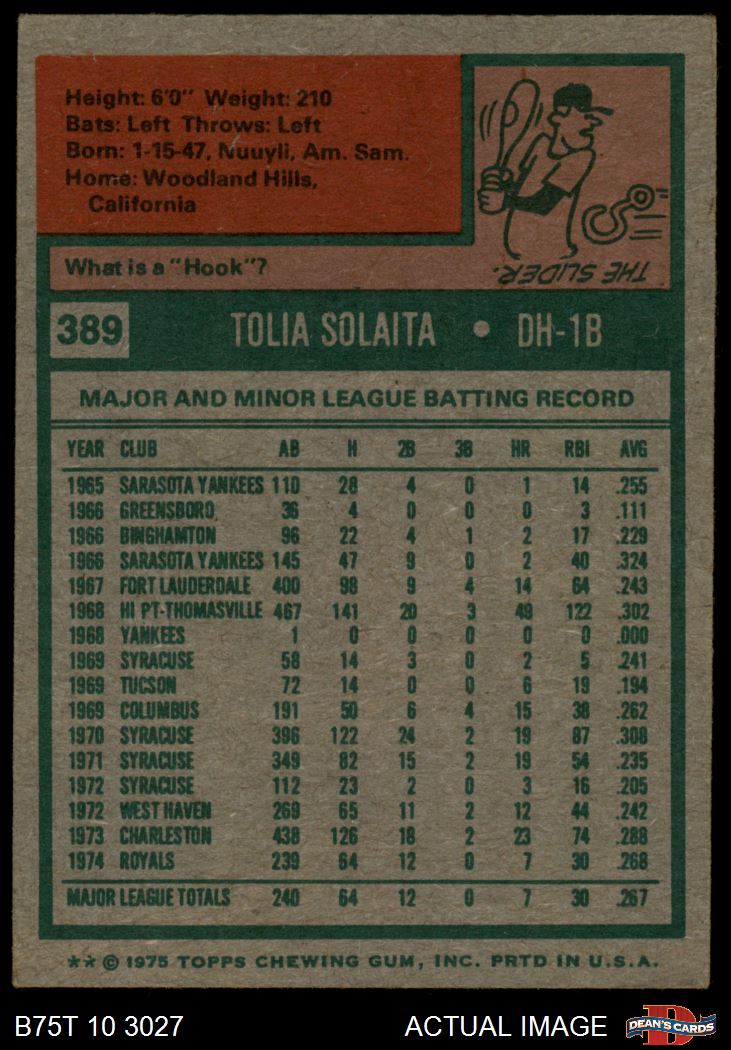 Height: 6'0" Weight: 210
Bats: Left Throws: Left
Born: 1-15-47, Nuuyli, Am. Sam.
Home: Woodland Hills,
California
What is a "Hook"?
THE SLIDER.
389 TOLIA SOLAITA • DH-1B
MAJOR AND MINOR LEAGUE BATTING RECORD
YEAR CLUB AB H 2B 3B HR RBI AVG
1965 SARASOTA YANKEES 110 28 4 0 1 14 .255
1966 GREENSBORO 36 4 0 0 0 3 .111
1966 BINGHAMTON 96 22 4 1 2 17 .229
1966 SARASOTA YANKEES 145 47 9 0 2 40 .324
1967 FORT LAUDERDALE 400 98 9 4 14 64 .243
1968 HI PT-THOMASVILLE 467 141 20 3 49 122 .302
1968 YANKEES 1 0 0 0 0 0 .000
1969 SYRACUSE 58 14 3 0 2 5 .241
1969 TUCSON 72 14 0 0 6 19 .194
1969 COLUMBUS 191 50 6 4 15 38 .262
1970 SYRACUSE 396 122 24 2 19 87 .308
1971 SYRACUSE 349 82 15 2 19 54 .235
1972 SYRACUSE 112 23 2 0 3 16 .205
1972 WEST HAVEN 269 65 11 2 12 44 .242
1973 CHARLESTON 438 126 18 2 23 74 .288
1974 ROYALS 239 64 12 0 7 30 .268
MAJOR LEAGUE TOTALS 240 64 12 0 7 30 .267
** © 1975 TOPPS CHEWING GUM, INC. PRTD IN U.S.A.
B75T 10 3027 ACTUAL IMAGE DEAN'S CARDS